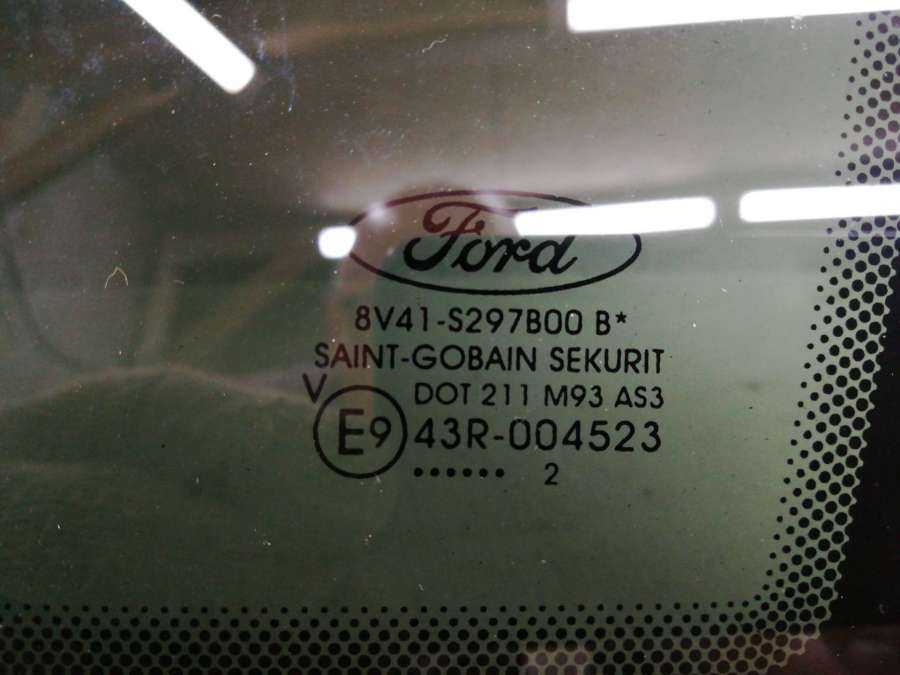 Ford
8V41-S297B00 B*
SAINT-GOBAIN SEKURIT
DOT 211 M93 AS3
V
E9 43R-004523
...... 2